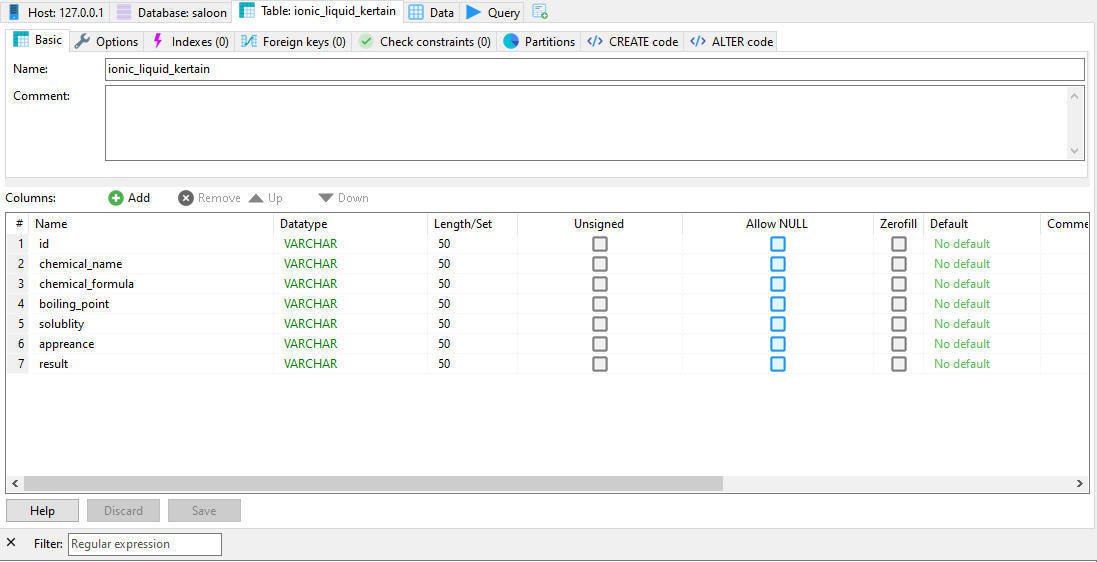 Host: 127.0.0.1 Database: saloon Table: ionic_liquid_kertain Data Query
Basic Options Indexes (0) Foreign keys (0) Check constraints (0) Partitions CREATE code ALTER code
Name: ionic_liquid_kertain
Comment:
Columns: Add Remove Up Down
# Name Datatype Length/Set Unsigned Allow NULL Zerofill Default Comme
1 id VARCHAR 50 No default
2 chemical_name VARCHAR 50 No default
3 chemical_formula VARCHAR 50 No default
4 boiling_point VARCHAR 50 No default
5 solublity VARCHAR 50 No default
6 appreance VARCHAR 50 No default
7 result VARCHAR 50 No default
Help Discard Save
Filter: Regular expression